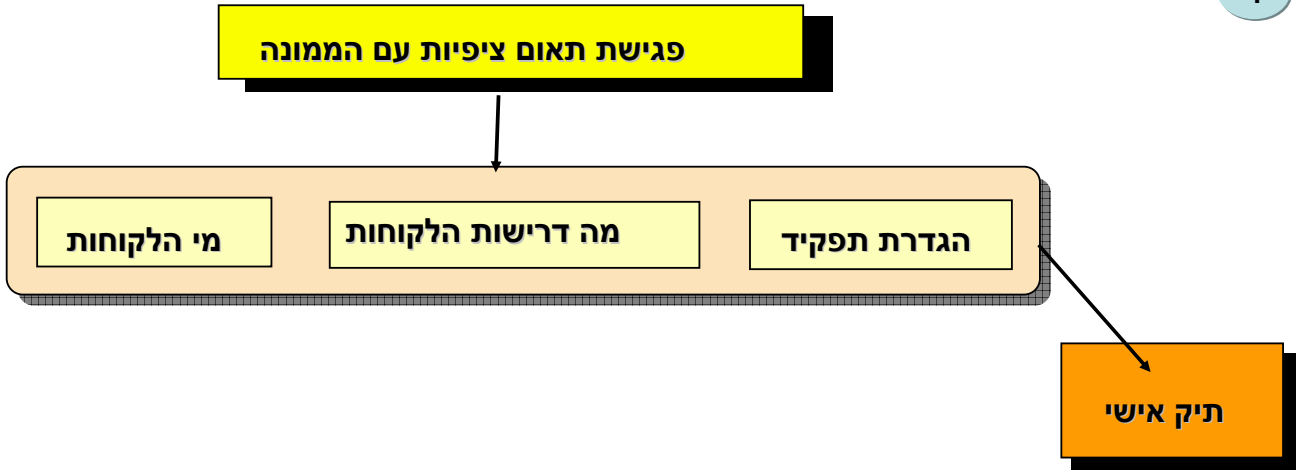 פגישת תאום ציפיות עם הממונה
הגדרת תפקיד
מה דרישות הלקוחות
מי הלקוחות
תיק אישי